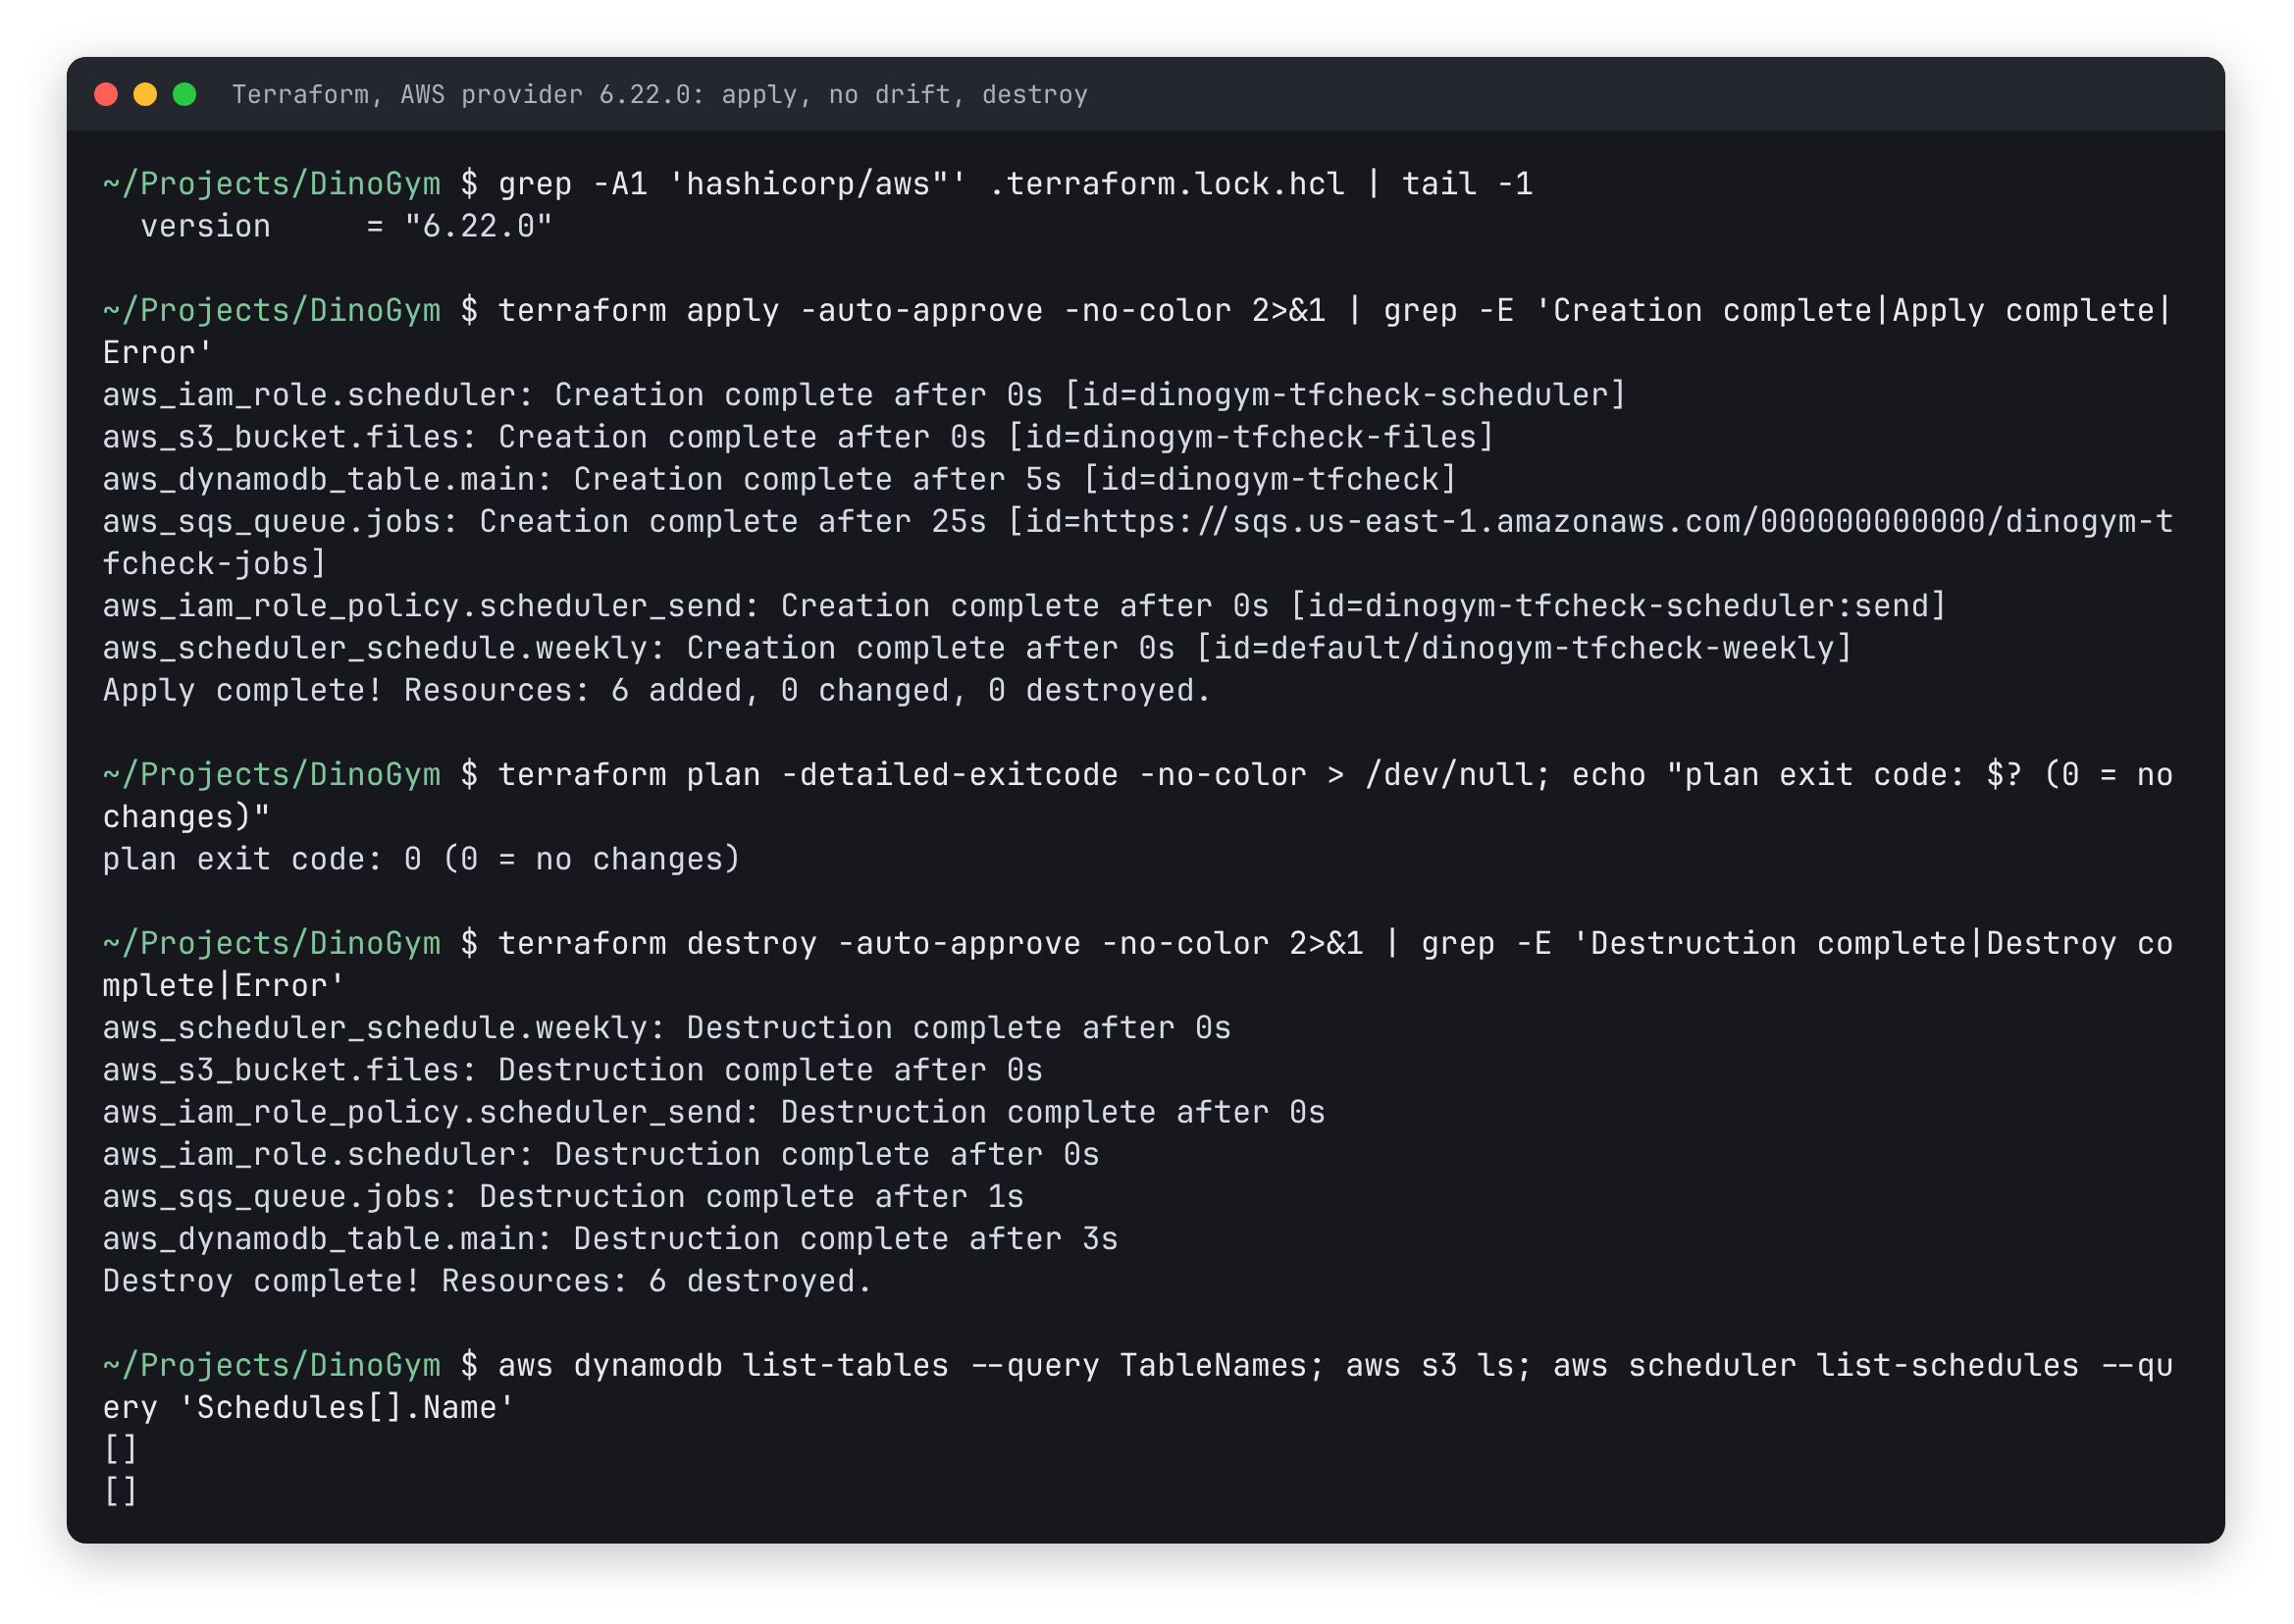 Terraform, AWS provider 6.22.0: apply, no drift, destroy
~/Projects/DinoGym $ grep -A1 'hashicorp/aws"' .terraform.lock.hcl | tail -1
  version     = "6.22.0"
~/Projects/DinoGym $ terraform apply -auto-approve -no-color 2>&1 | grep -E 'Creation complete|Apply complete|
Error'
aws_iam_role.scheduler: Creation complete after 0s [id=dinogym-tfcheck-scheduler]
aws_s3_bucket.files: Creation complete after 0s [id=dinogym-tfcheck-files]
aws_dynamodb_table.main: Creation complete after 5s [id=dinogym-tfcheck]
aws_sqs_queue.jobs: Creation complete after 25s [id=https://sqs.us-east-1.amazonaws.com/000000000000/dinogym-t
fcheck-jobs]
aws_iam_role_policy.scheduler_send: Creation complete after 0s [id=dinogym-tfcheck-scheduler:send]
aws_scheduler_schedule.weekly: Creation complete after 0s [id=default/dinogym-tfcheck-weekly]
Apply complete! Resources: 6 added, 0 changed, 0 destroyed.
~/Projects/DinoGym $ terraform plan -detailed-exitcode -no-color > /dev/null; echo "plan exit code: $? (0 = no
changes)"
plan exit code: 0 (0 = no changes)
~/Projects/DinoGym $ terraform destroy -auto-approve -no-color 2>&1 | grep -E 'Destruction complete|Destroy co
mplete|Error'
aws_scheduler_schedule.weekly: Destruction complete after 0s
aws_s3_bucket.files: Destruction complete after 0s
aws_iam_role_policy.scheduler_send: Destruction complete after 0s
aws_iam_role.scheduler: Destruction complete after 0s
aws_sqs_queue.jobs: Destruction complete after 1s
aws_dynamodb_table.main: Destruction complete after 3s
Destroy complete! Resources: 6 destroyed.
~/Projects/DinoGym $ aws dynamodb list-tables --query TableNames; aws s3 ls; aws scheduler list-schedules --qu
ery 'Schedules[].Name'
[]
[]